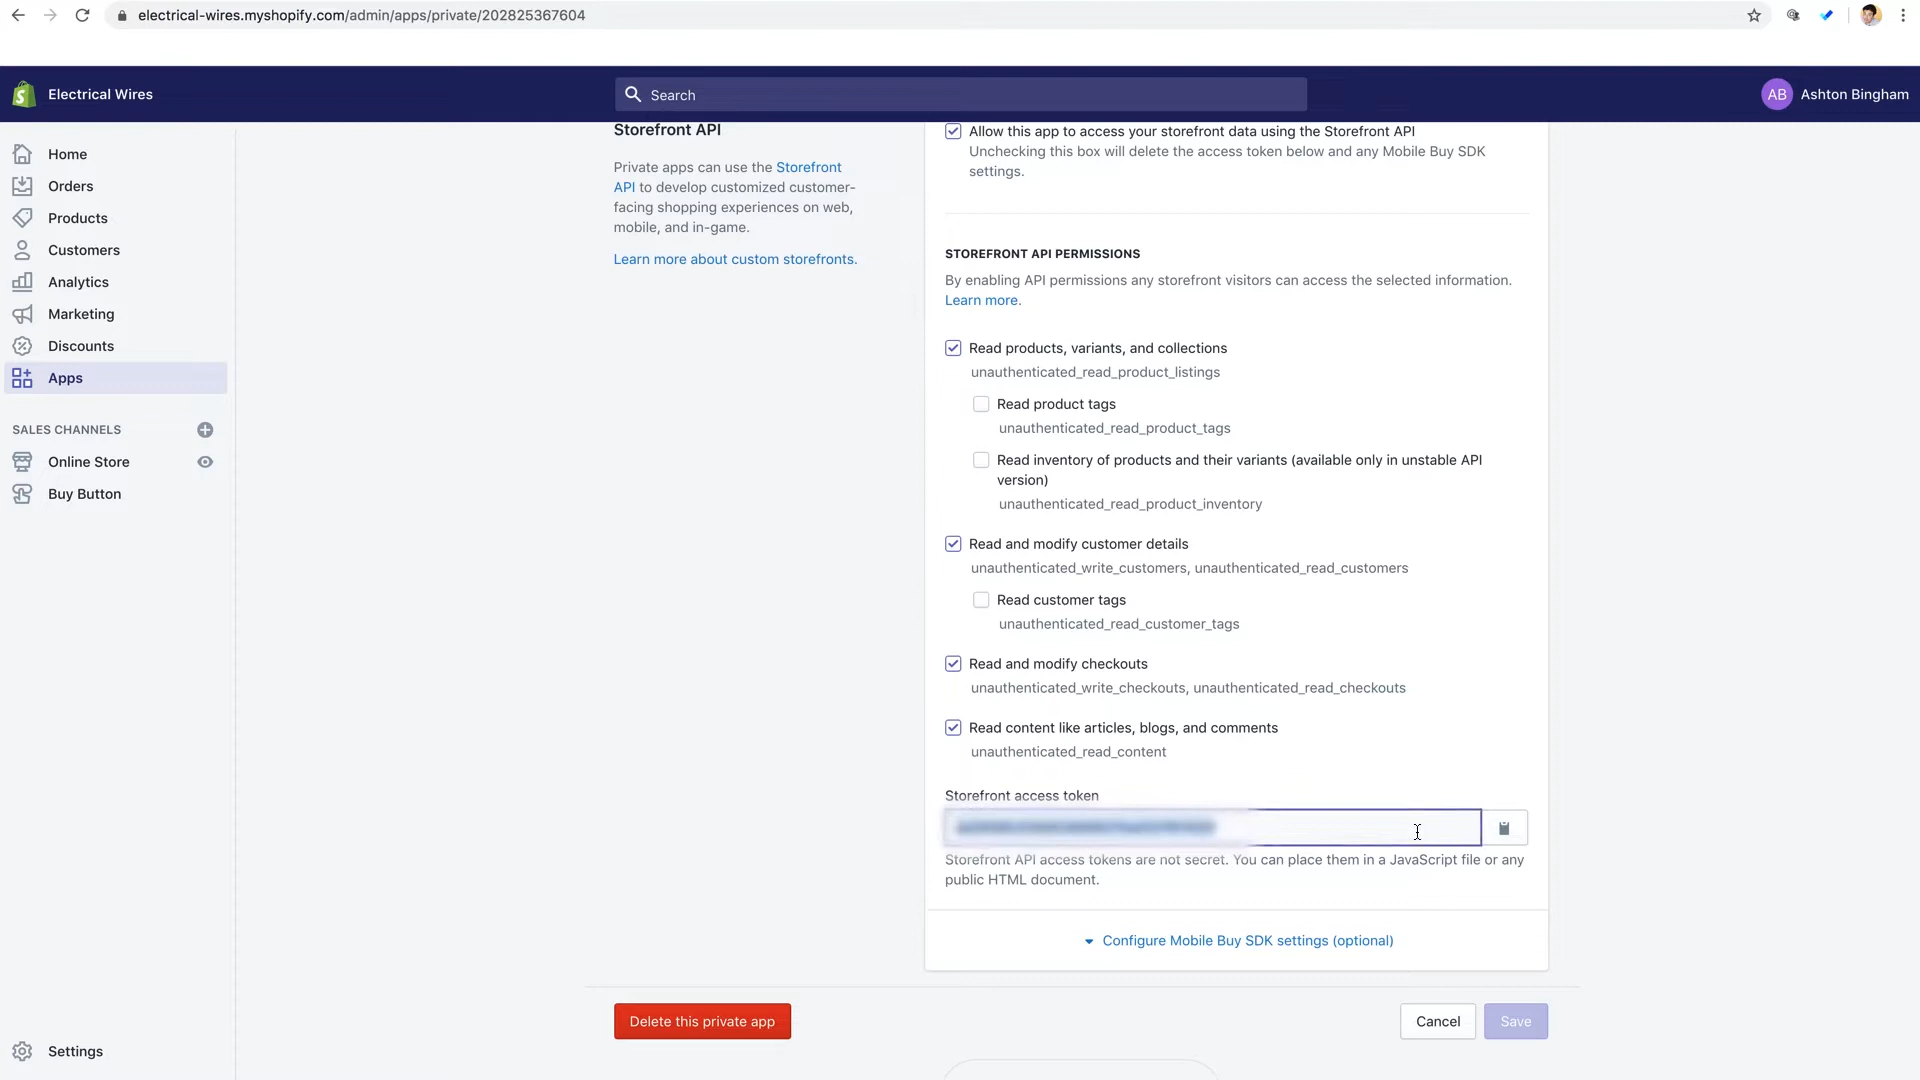 electrical-wires.myshopify.com/admin/apps/private/202825367604
Electrical Wires
Search
AB
Ashton Bingham
Home
Orders
Products
Customers
Analytics
Marketing
Discounts
Apps
SALES CHANNELS
Online Store
Buy Button
Settings
Storefront API
Private apps can use the Storefront
API to develop customized customer-
facing shopping experiences on web,
mobile, and in-game.
Learn more about custom storefronts.
Allow this app to access your storefront data using the Storefront API
Unchecking this box will delete the access token below and any Mobile Buy SDK
settings.
STOREFRONT API PERMISSIONS
By enabling API permissions any storefront visitors can access the selected information.
Learn more.
Read products, variants, and collections
unauthenticated_read_product_listings
Read product tags
unauthenticated_read_product_tags
Read inventory of products and their variants (available only in unstable API
version)
unauthenticated_read_product_inventory
Read and modify customer details
unauthenticated_write_customers, unauthenticated_read_customers
Read customer tags
unauthenticated_read_customer_tags
Read and modify checkouts
unauthenticated_write_checkouts, unauthenticated_read_checkouts
Read content like articles, blogs, and comments
unauthenticated_read_content
Storefront access token
Storefront API access tokens are not secret. You can place them in a JavaScript file or any
public HTML document.
Configure Mobile Buy SDK settings (optional)
Delete this private app
Cancel
Save